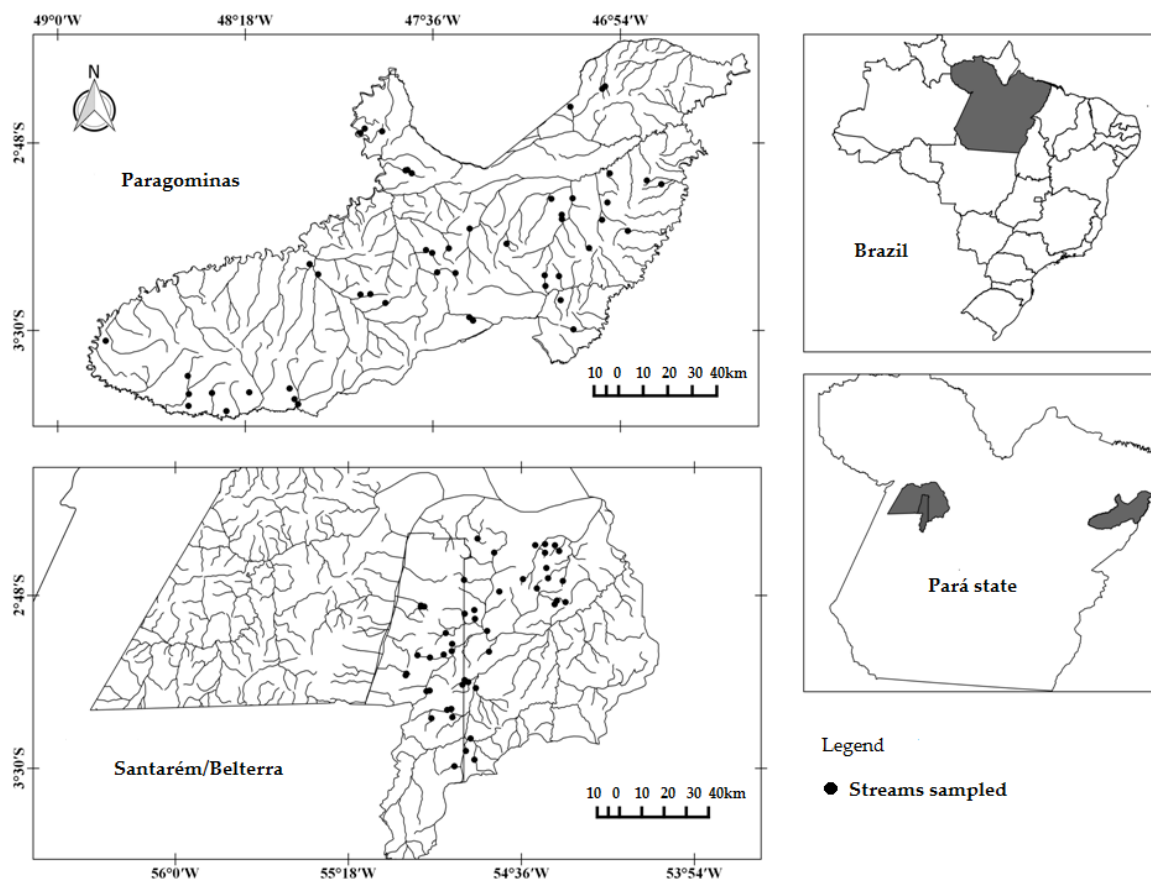 49°0′W 48°18′W 47°36′W 46°54′W
N
2°48′S
Paragominas
3°30′S
10 0 10 20 30 40km
Brazil
Pará state
2°48′S
3°30′S
Santarém/Belterra
10 0 10 20 30 40km
56°0′W 55°18′W 54°36′W 53°54′W
Legend
Streams sampled